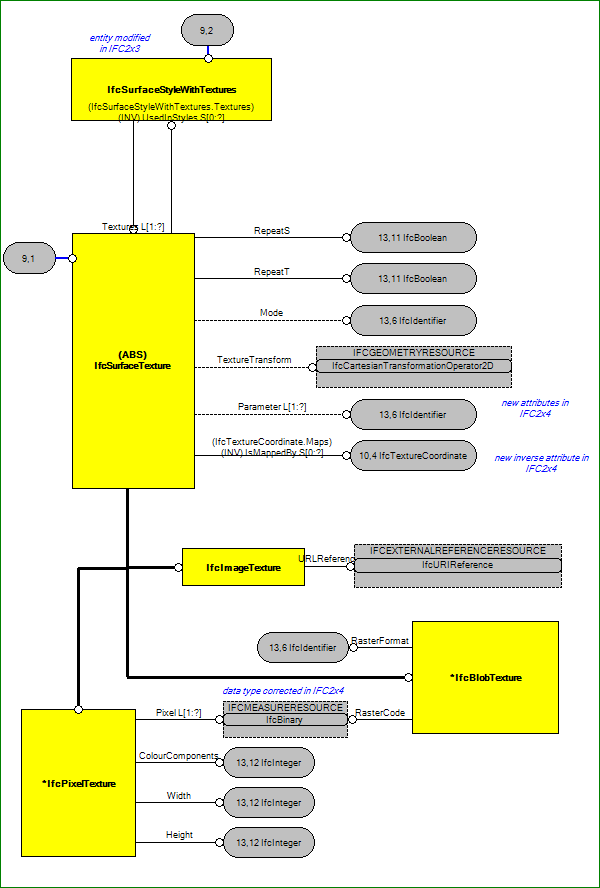 9,2
entity modified
in IFC2x3
IfcSurfaceStyleWithTextures
(IfcSurfaceStyleWithTextures.Textures)
(INV) UsedInStyles S[0:?]
Textures L[1:?]
9,1
(ABS)
IfcSurfaceTexture
RepeatS
13,11 IfcBoolean
RepeatT
13,11 IfcBoolean
Mode
13,6 IfcIdentifier
TextureTransform
IFCGEOMETRYRESOURCE
IfcCartesianTransformationOperator2D
Parameter L[1:?]
13,6 IfcIdentifier
new attributes in
IFC2x4
(IfcTextureCoordinate.Maps)
(INV) IsMappedBy S[0:?]
10,4 IfcTextureCoordinate
new inverse attribute in
IFC2x4
IfcImageTexture
URLReferenc
IFCEXTERNALREFERENCERESOURCE
IfcURIReference
13,6 IfcIdentifier
RasterFormat
*IfcBlobTexture
data type corrected in IFC2x4
Pixel L[1:?]
IFCMEASURERESOURCE
IfcBinary
RasterCode
*IfcPixelTexture
ColourComponents
13,12 IfcInteger
Width
13,12 IfcInteger
Height
13,12 IfcInteger